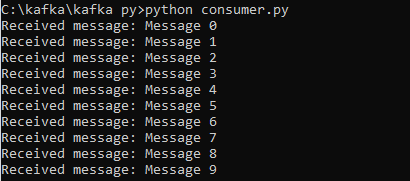 C:\kafka\kafka py>python consumer.py
Received message: Message 0
Received message: Message 1
Received message: Message 2
Received message: Message 3
Received message: Message 4
Received message: Message 5
Received message: Message 6
Received message: Message 7
Received message: Message 8
Received message: Message 9